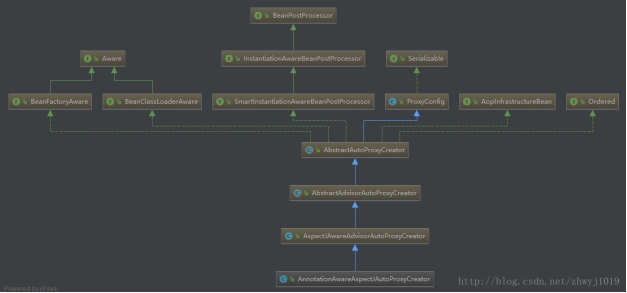 BeanPostProcessor
Aware
InstantiationAwareBeanPostProcessor
Serializable
BeanFactoryAware
BeanClassLoaderAware
SmartInstantiationAwareBeanPostProcessor
ProxyConfig
AopInfrastructureBean
Ordered
AbstractAutoProxyCreator
AbstractAdvisorAutoProxyCreator
AspectJAwareAdvisorAutoProxyCreator
AnnotationAwareAspectJAutoProxyCreator
http://blog.csdn.net/zhwyj1019
Powered by yFiles